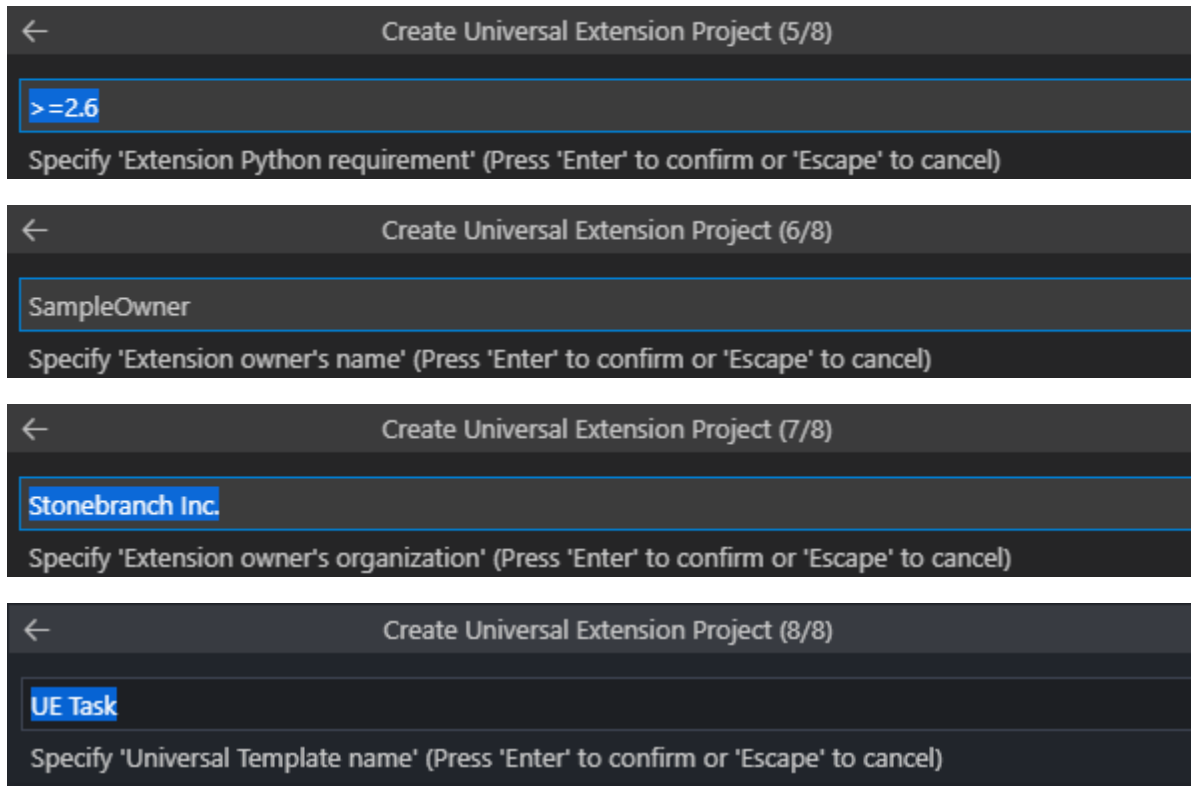 ←
Create Universal Extension Project (5/8)
>=2.6
Specify 'Extension Python requirement' (Press 'Enter' to confirm or 'Escape' to cancel)
←
Create Universal Extension Project (6/8)
SampleOwner
Specify 'Extension owner's name' (Press 'Enter' to confirm or 'Escape' to cancel)
←
Create Universal Extension Project (7/8)
Stonebranch Inc.
Specify 'Extension owner's organization' (Press 'Enter' to confirm or 'Escape' to cancel)
←
Create Universal Extension Project (8/8)
UE Task
Specify 'Universal Template name' (Press 'Enter' to confirm or 'Escape' to cancel)